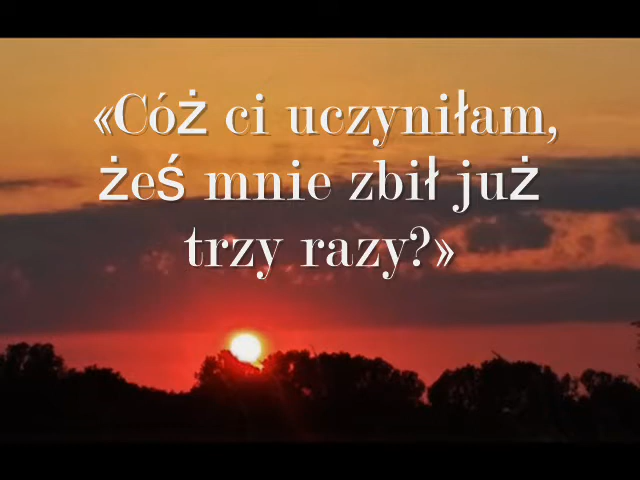 «Cóż ci uczyniłam,
żeś mnie zbił już
trzy razy?»